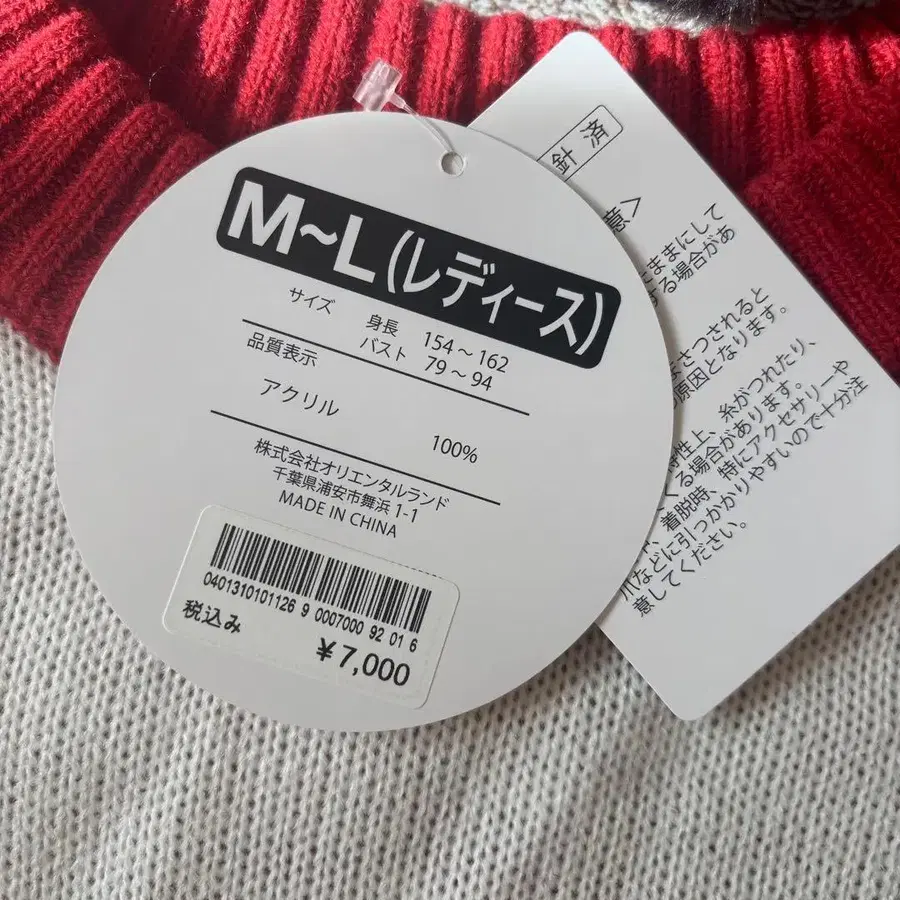 M~L(レディース)
サイズ
身長 154～162
バスト 79～94
品質表示
アクリル 100%
株式会社オリエンタルランド
千葉県浦安市舞浜 1-1
MADE IN CHINA
0401310101126 9 0007000 92 01 6
税込み
￥7,000
済
針
意>
ままにして
する場合があ
さつされると
原因となります。
特性上、糸がつれたり、
くる場合があります。
着脱時、特にアクセサリーや
爪などに引っかかりやすいので十分注
意してください。